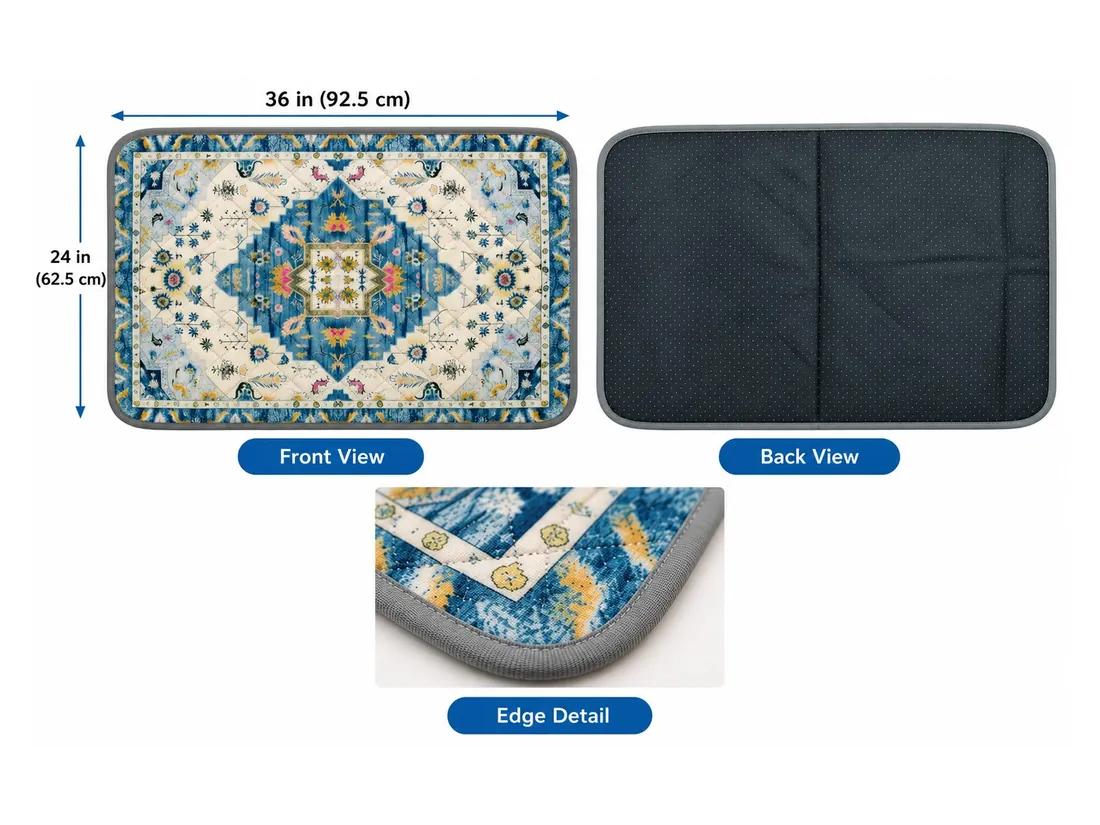 36 in (92.5 cm)
24 in
(62.5 cm)
Front View
Back View
Edge Detail